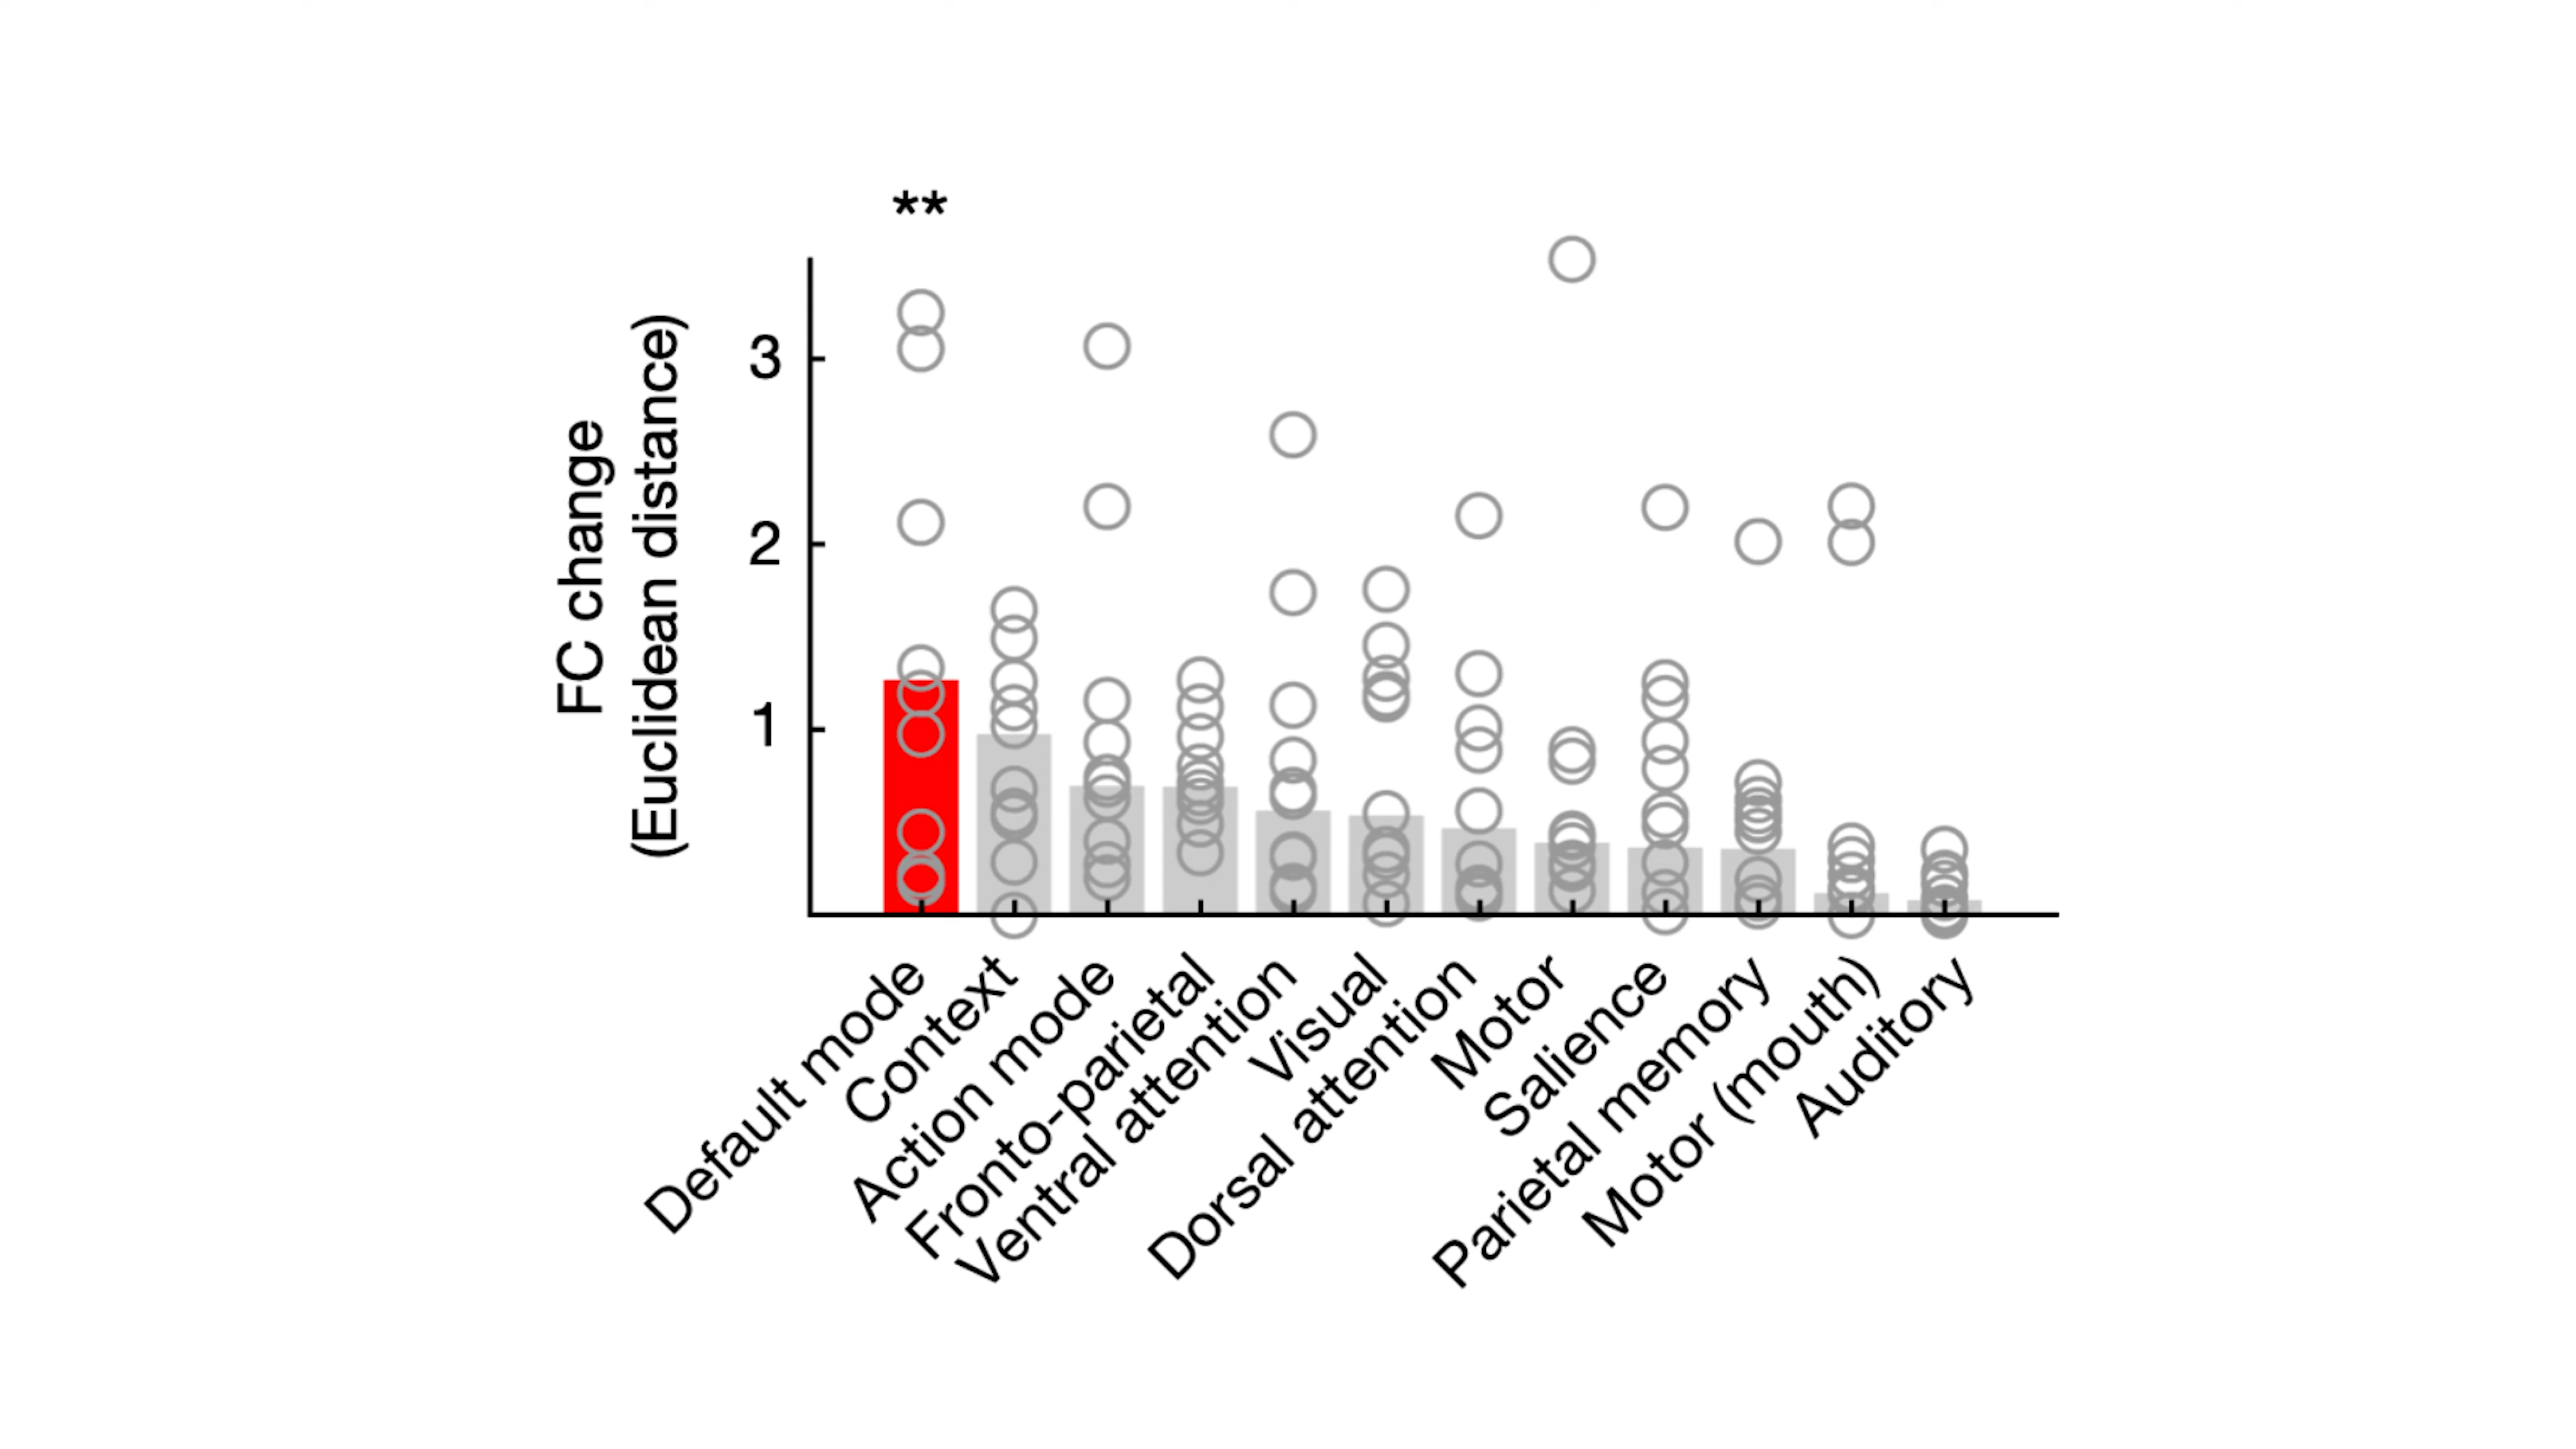 **
FC change
(Euclidean distance)
3
2
1
Default mode
Context
Action mode
Fronto-parietal
Ventral attention
Visual
Dorsal attention
Motor
Salience
Parietal memory
Motor (mouth)
Auditory